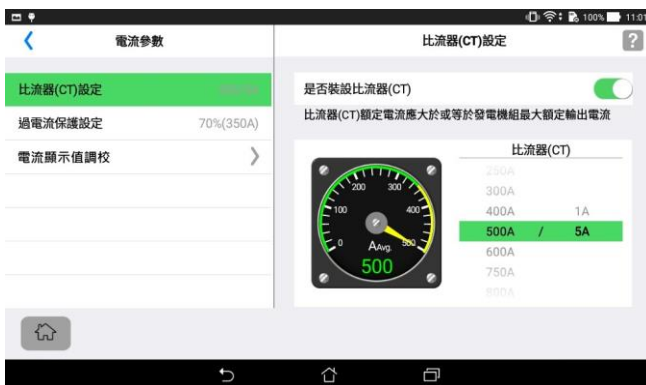 100% 11:01
電流參數
比流器(CT)設定
?
比流器(CT)設定
過電流保護設定 70%(350A)
電流顯示值調校
是否裝設比流器(CT)
比流器(CT)額定電流應大於或等於發電機組最大額定輸出電流
比流器(CT)
250A
300A
400A 1A
500A / 5A
600A
750A
800A
200 300
100 400
0 AAvg. 500
500